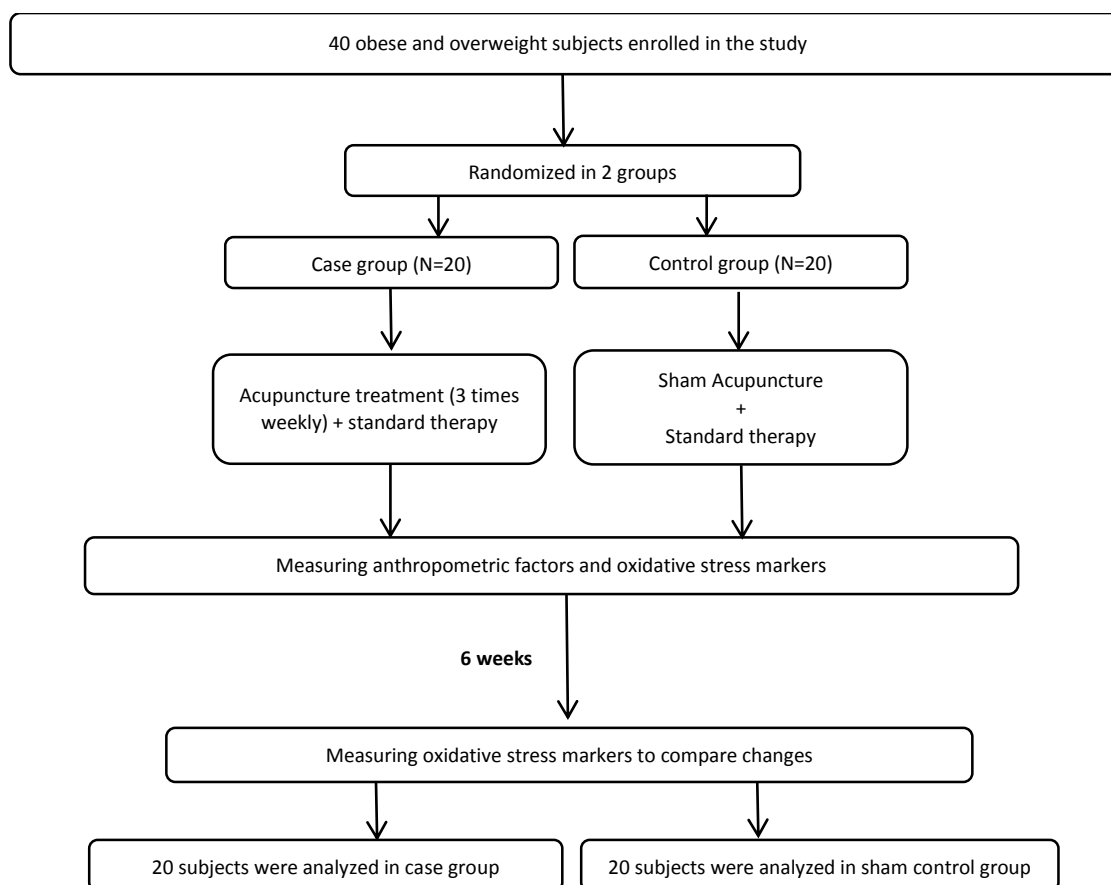 40 obese and overweight subjects enrolled in the study
Randomized in 2 groups
Case group (N=20)
Control group (N=20)
Acupuncture treatment (3 times
weekly) + standard therapy
Sham Acupuncture
+
Standard therapy
Measuring anthropometric factors and oxidative stress markers
6 weeks
Measuring oxidative stress markers to compare changes
20 subjects were analyzed in case group
20 subjects were analyzed in sham control group